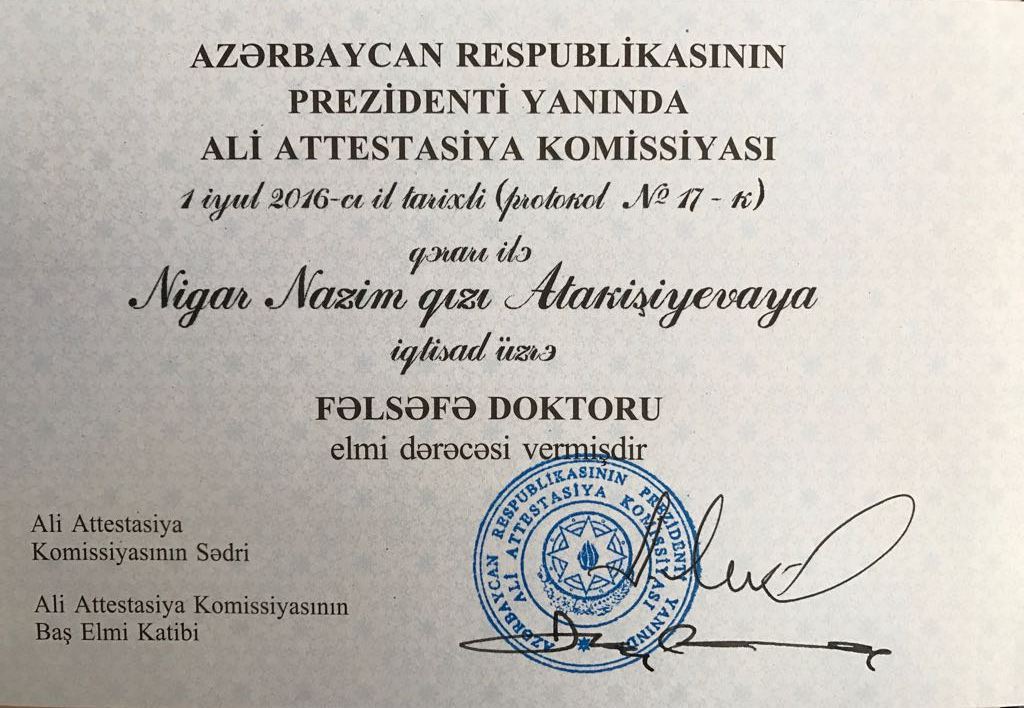 AZƏRBAYCAN RESPUBLİKASININ
PREZİDENTİ YANINDA
ALİ ATTESTASİYA KOMİSSİYASI
1 iyul 2016-cı il tarixli (protokol № 17 - K)
qərarı ilə
Nigar Nazim qızı Atakişiyevaya
iqtisad üzrə
FƏLSƏFƏ DOKTORU
elmi dərəcəsi vermişdir
AZƏRBAYCAN RESPUBLİKASININ PREZİDENTİ YANINDA
ALİ ATTESTASİYA KOMİSSİYASI
Ali Attestasiya
Komissiyasının Sədri
Ali Attestasiya Komissiyasının
Baş Elmi Katibi